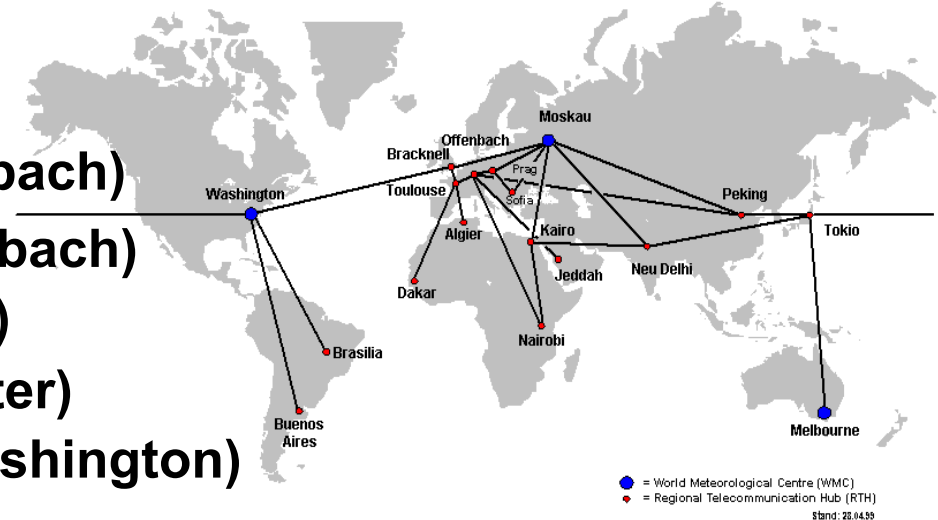 Moskau
Offenbach
Bracknell
Prag
Toulouse
Sofia
bach)
Washington
Peking
Algier
Kairo
Tokio
bach)
Jeddah
Neu Delhi
Dakar
)
Nairobi
Brasilia
ter)
Buenos
Aires
Melbourne
shington)
= World Meteorological Centre (WMC)
= Regional Telecommunication Hub (RTH)
Stand: 28.04.99